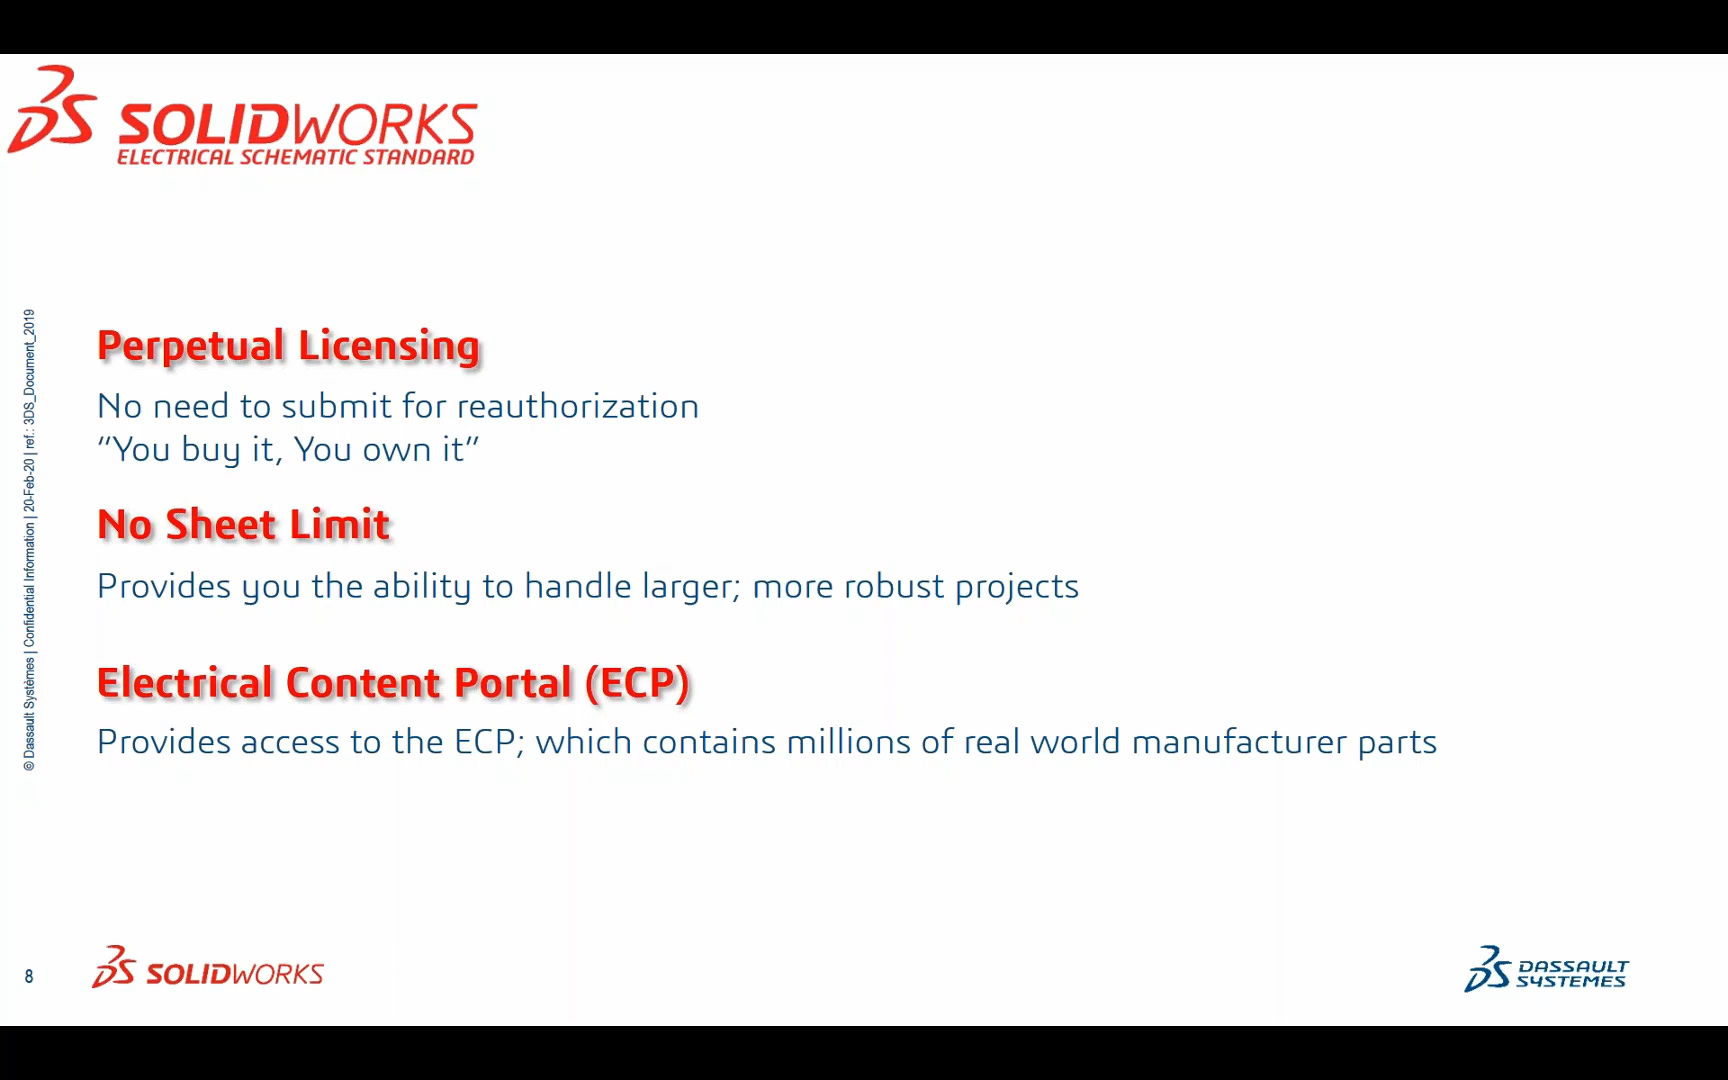 3DS SOLIDWORKS
ELECTRICAL SCHEMATIC STANDARD
Perpetual Licensing
No need to submit for reauthorization
“You buy it, You own it”
No Sheet Limit
Provides you the ability to handle larger; more robust projects
Electrical Content Portal (ECP)
Provides access to the ECP; which contains millions of real world manufacturer parts
© Dassault Systèmes | Confidential Information | 20-Feb-20 | ref.: 3DS_Document_2019
8
3DS SOLIDWORKS
3DS DASSAULT
SYSTEMES